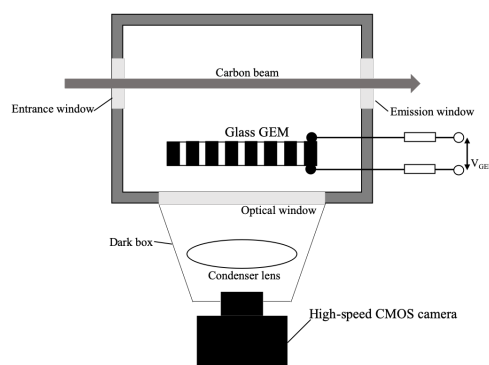 Carbon beam
Entrance window
Emission window
Glass GEM
V_GE
Optical window
Dark box
Condenser lens
High-speed CMOS camera